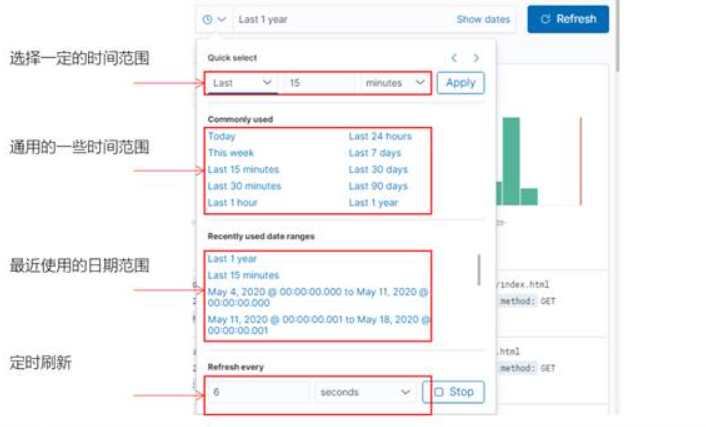 Last 1 year
Show dates
Refresh
选择一定的时间范围
Quick select
Last
15
minutes
Apply
通用的一些时间范围
Commonly used
Today
Last 24 hours
This week
Last 7 days
Last 15 minutes
Last 30 days
Last 30 minutes
Last 90 days
Last 1 hour
Last 1 year
最近使用的日期范围
Recently used date ranges
Last 1 year
Last 15 minutes
May 4, 2020 @ 00:00:00.000 to May 11, 2020 @
00:00:00.000
May 11, 2020 @ 00:00:00.001 to May 18, 2020 @
00:00:00.001
/index.html
method: GET
.html
method: GET
定时刷新
Refresh every
6
seconds
Stop